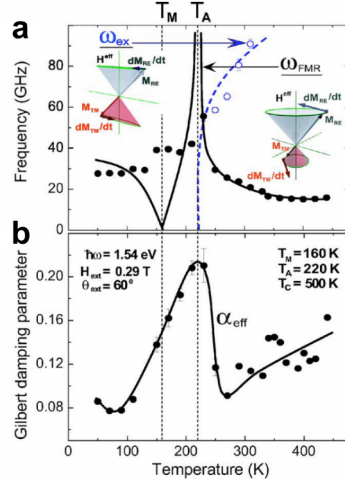 T_M T_A
a
ω_ex
ω_FMR
H^eff
dM_RE/dt
M_RE
M_TM
dM_TM/dt
H^eff
dM_RE/dt
M_RE
M_TM
dM_TM/dt
Frequency (GHz)
80
60
40
20
0
b
ħω = 1.54 eV
H_ext = 0.29 T
θ_ext = 60°
T_M = 160 K
T_A = 220 K
T_C = 500 K
α_eff
Gilbert damping parameter
0.20
0.16
0.12
0.08
0 100 200 300 400
Temperature (K)